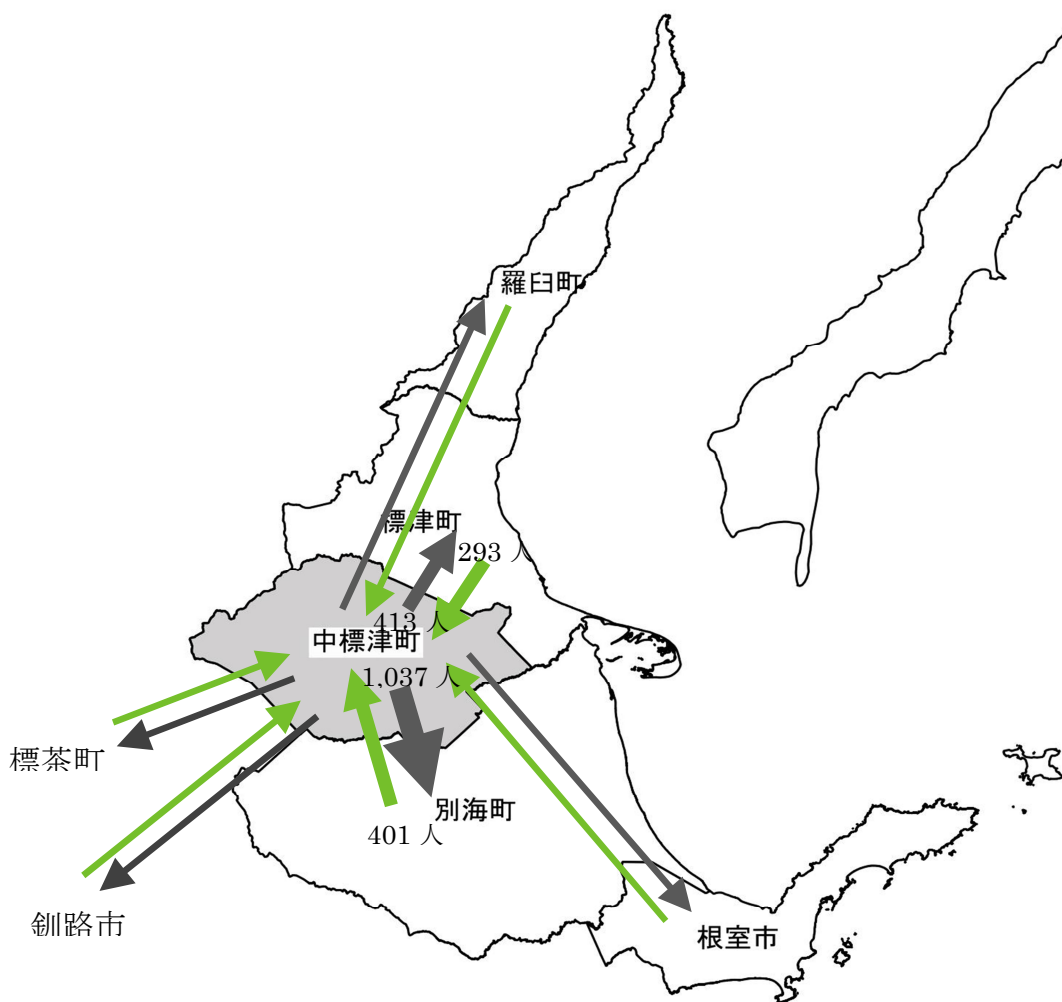 羅臼町
標津町
293 人
413 人
中標津町
1,037 人
標茶町
別海町
401 人
釧路市
根室市